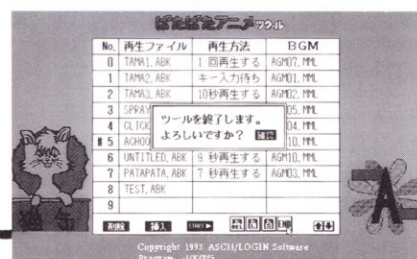 ぱたぱたアニメツクール
No. 再生ファイル 再生方法 BGM
0 TAMA1.ABK 1 回再生する AGM07.MML
1 TAMA2.ABK キー入力待ち AGM01.MML
2 TAMA3.ABK 10秒再生する AGM02.MML
3 SPRAY 05.MML
4 CLICK 04.MML
5 10.MML
6 UNTITLED.ABK 9 秒再生する AGM10.MML
7 PATAPATA.ABK 7 秒再生する AGM03.MML
8 TEST.ABK
9
ツールを終了します。
よろしいですか? 確認
削除 挿入 START END
Copyright 1993 ASCII/LOGIN Software
Program